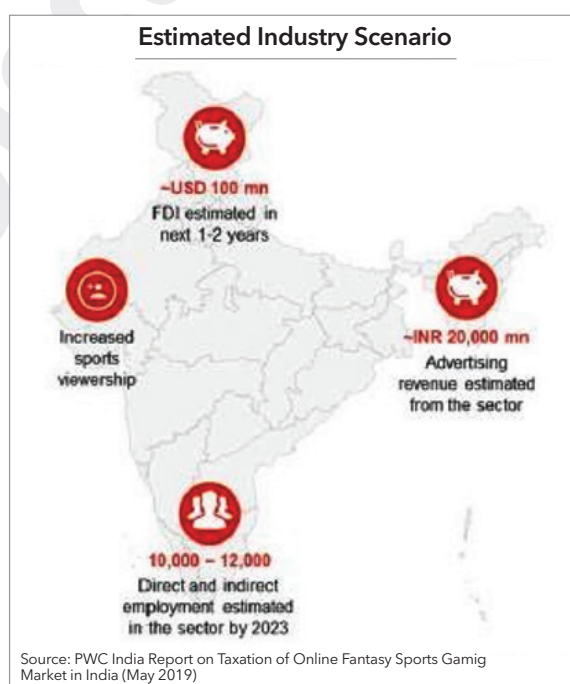 Estimated Industry Scenario
~USD 100 mn
FDI estimated in
next 1-2 years
Increased
sports
viewership
~INR 20,000 mn
Advertising
revenue estimated
from the sector
10,000 – 12,000
Direct and indirect
employment estimated
in the sector by 2023
Source: PWC India Report on Taxation of Online Fantasy Sports Gamig
Market in India (May 2019)